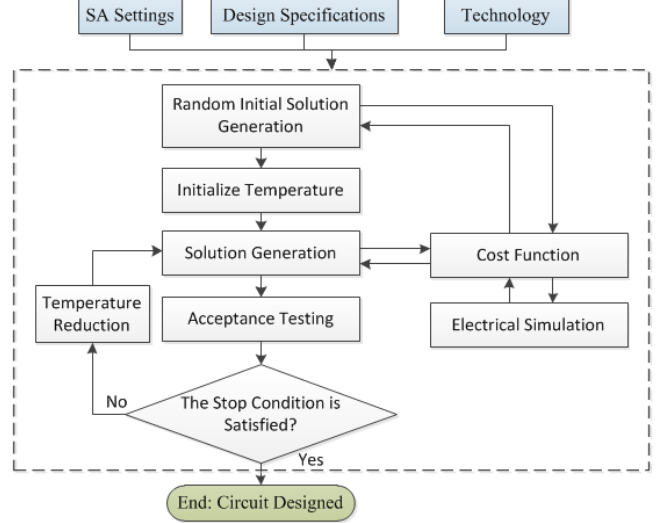 SA Settings
Design Specifications
Technology
Random Initial Solution
Generation
Initialize Temperature
Solution Generation
Cost Function
Temperature
Reduction
Acceptance Testing
Electrical Simulation
No
The Stop Condition is
Satisfied?
Yes
End: Circuit Designed